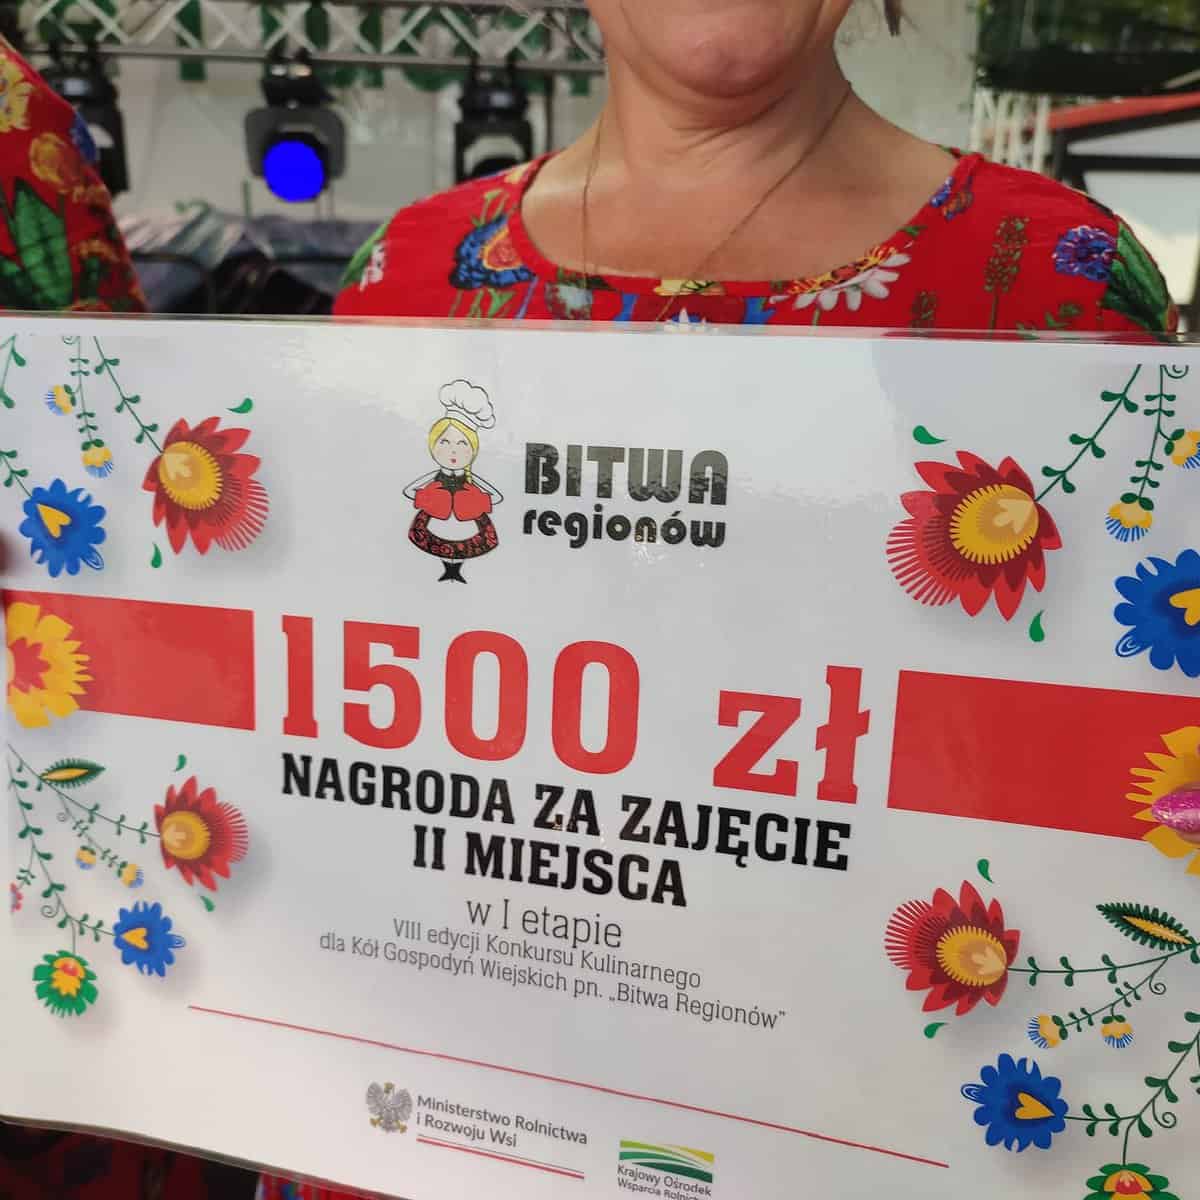 BITWA
regionów
1500 zł
NAGRODA ZA ZAJĘCIE
II MIEJSCA
w I etapie
VIII edycji Konkursu Kulinarnego
dla Kół Gospodyń Wiejskich pn. „Bitwa Regionów”
Ministerstwo Rolnictwa
i Rozwoju Wsi
Krajowy Ośrodek
Wsparcia